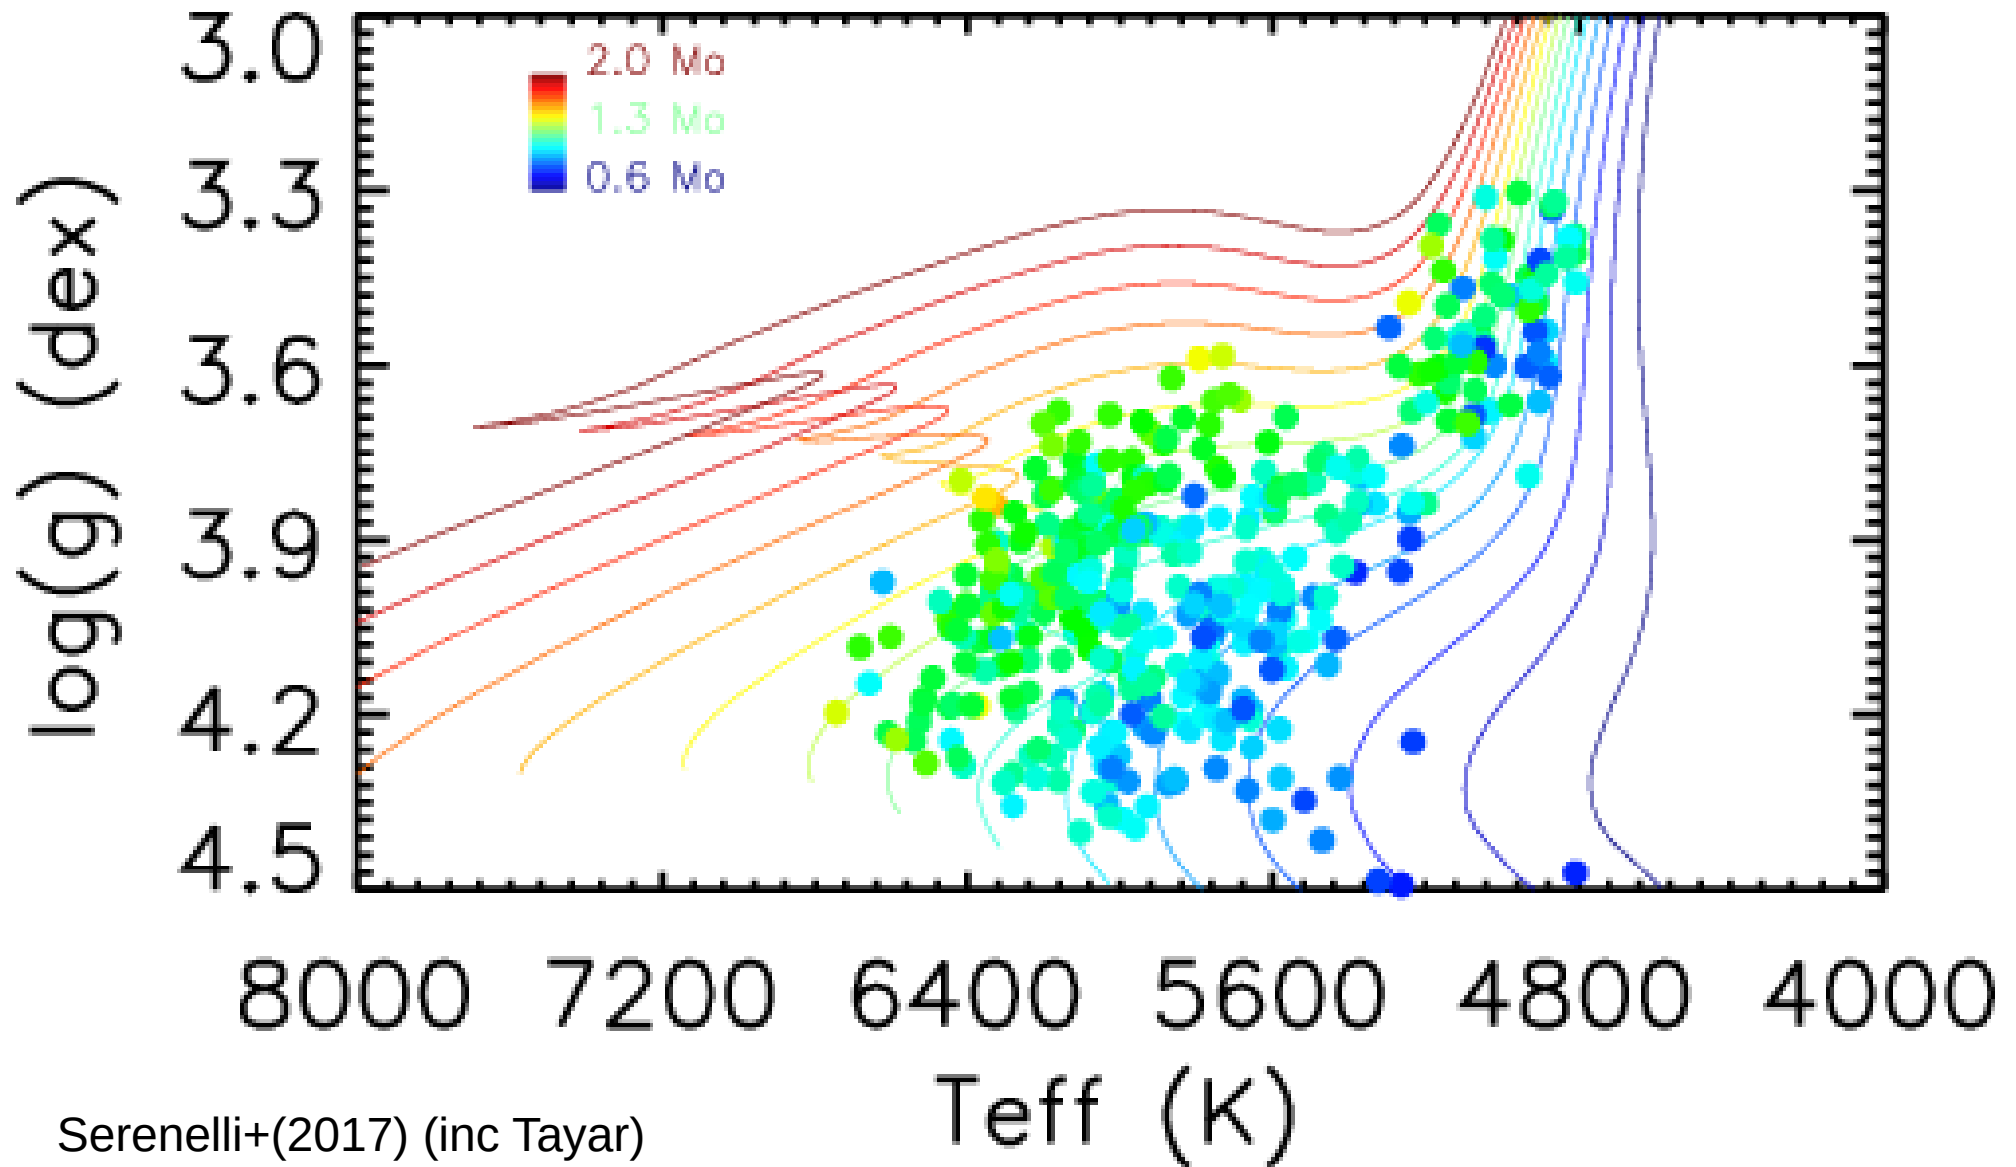 3.0
3.3
3.6
3.9
4.2
4.5
log(g) (dex)
2.0 Mo
1.3 Mo
0.6 Mo
8000 7200 6400 5600 4800 4000
Teff (K)
Serenelli+(2017) (inc Tayar)